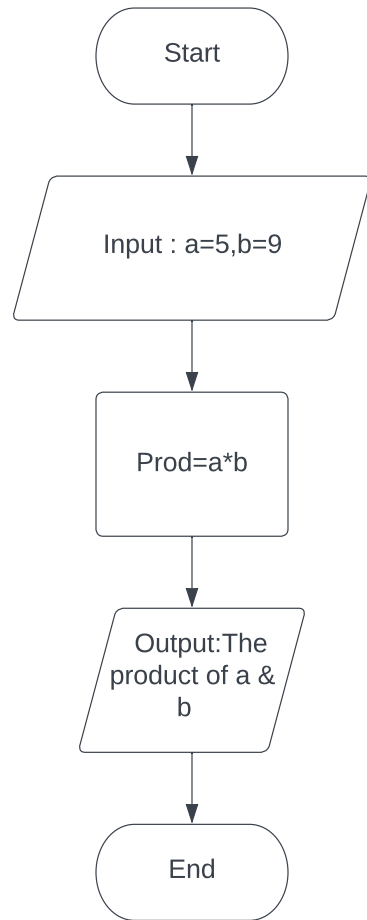 Start
Input : a=5,b=9
Prod=a*b
Output:The
product of a &
b
End